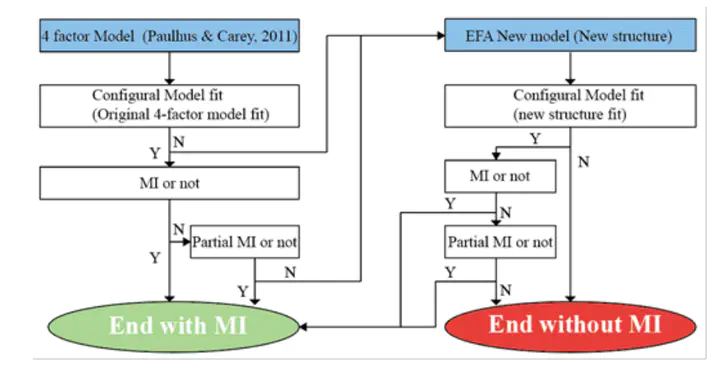 4 factor Model (Paulhus & Carey, 2011)
Configural Model fit
(Original 4-factor model fit)
N
Y
MI or not
N
Y
Partial MI or not
N
Y
End with MI
EFA New model (New structure)
Configural Model fit
(new structure fit)
Y
N
MI or not
Y
N
Partial MI or not
Y
N
End without MI